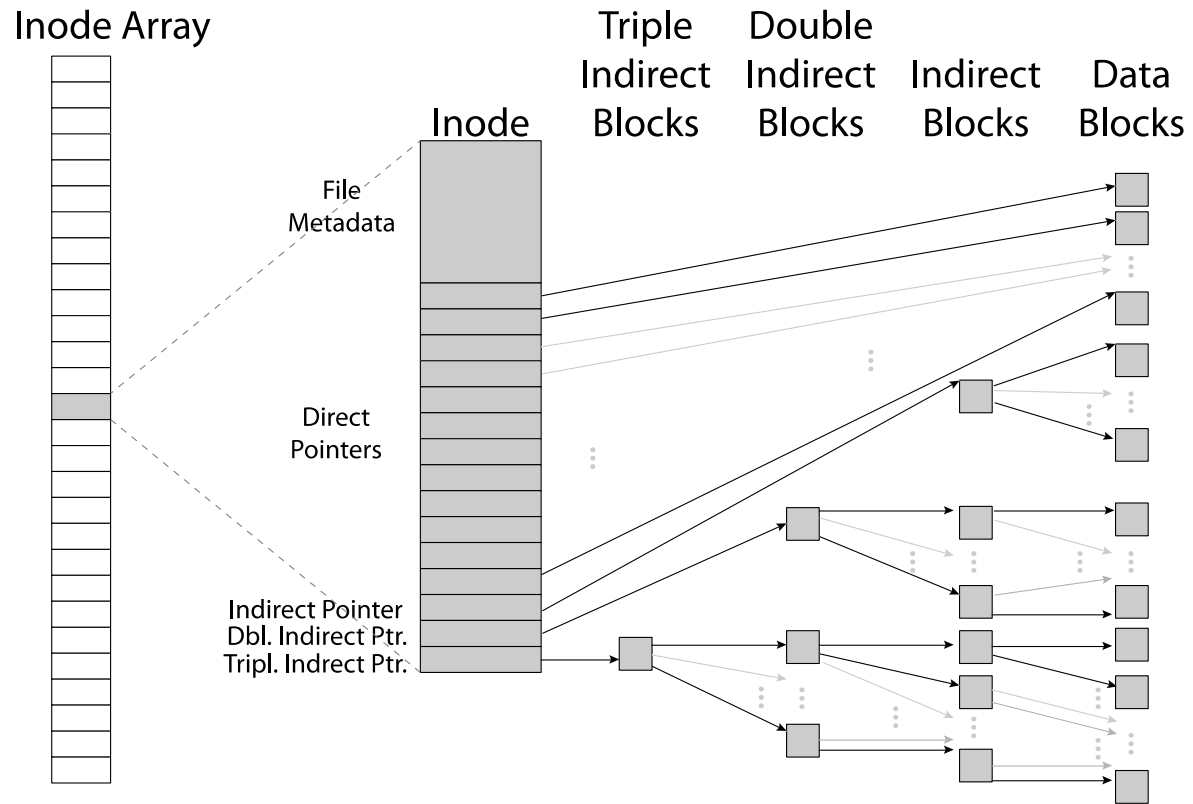 Inode Array
Triple
Indirect
Blocks
Double
Indirect
Blocks
Indirect
Blocks
Data
Blocks
Inode
File
Metadata
Direct
Pointers
Indirect Pointer
Dbl. Indirect Ptr.
Tripl. Indrect Ptr.